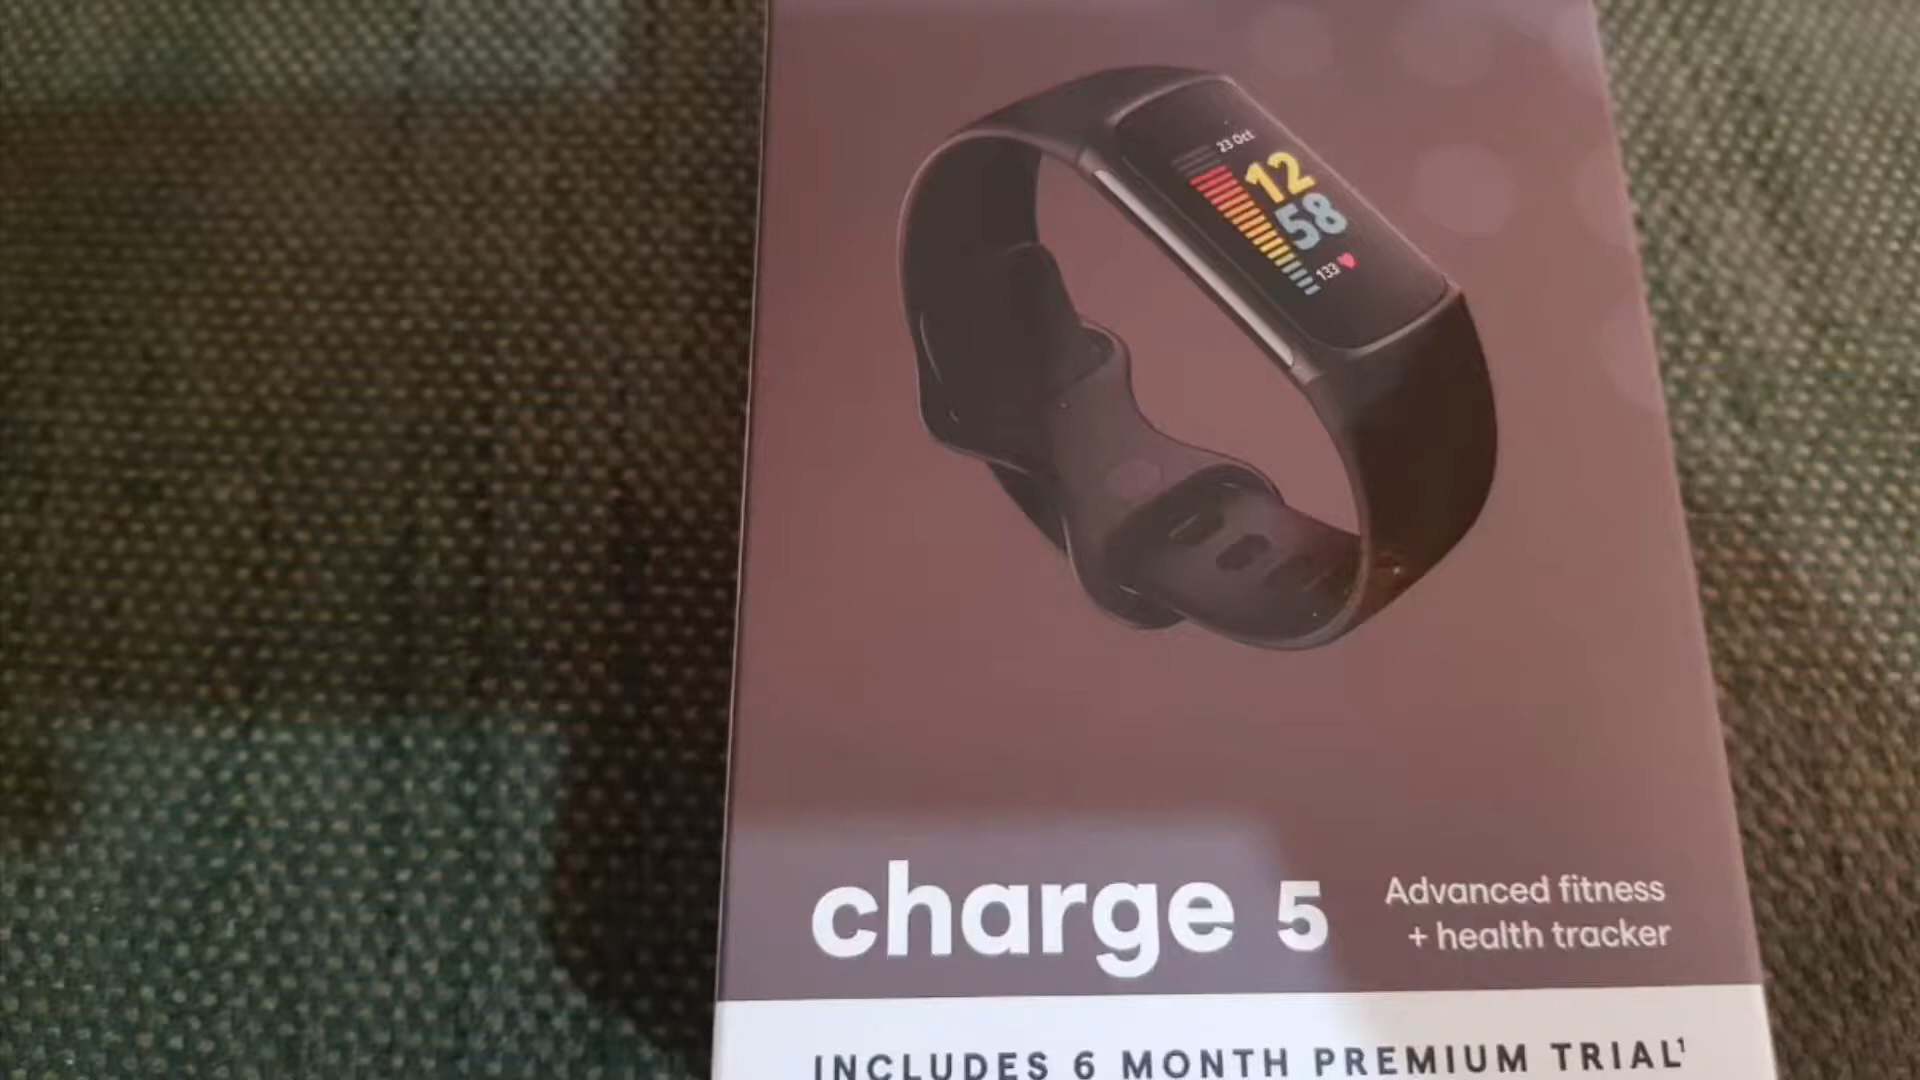 23 Oct
12
58
133
charge 5
Advanced fitness
+ health tracker
INCLUDES 6 MONTH PREMIUM TRIAL¹